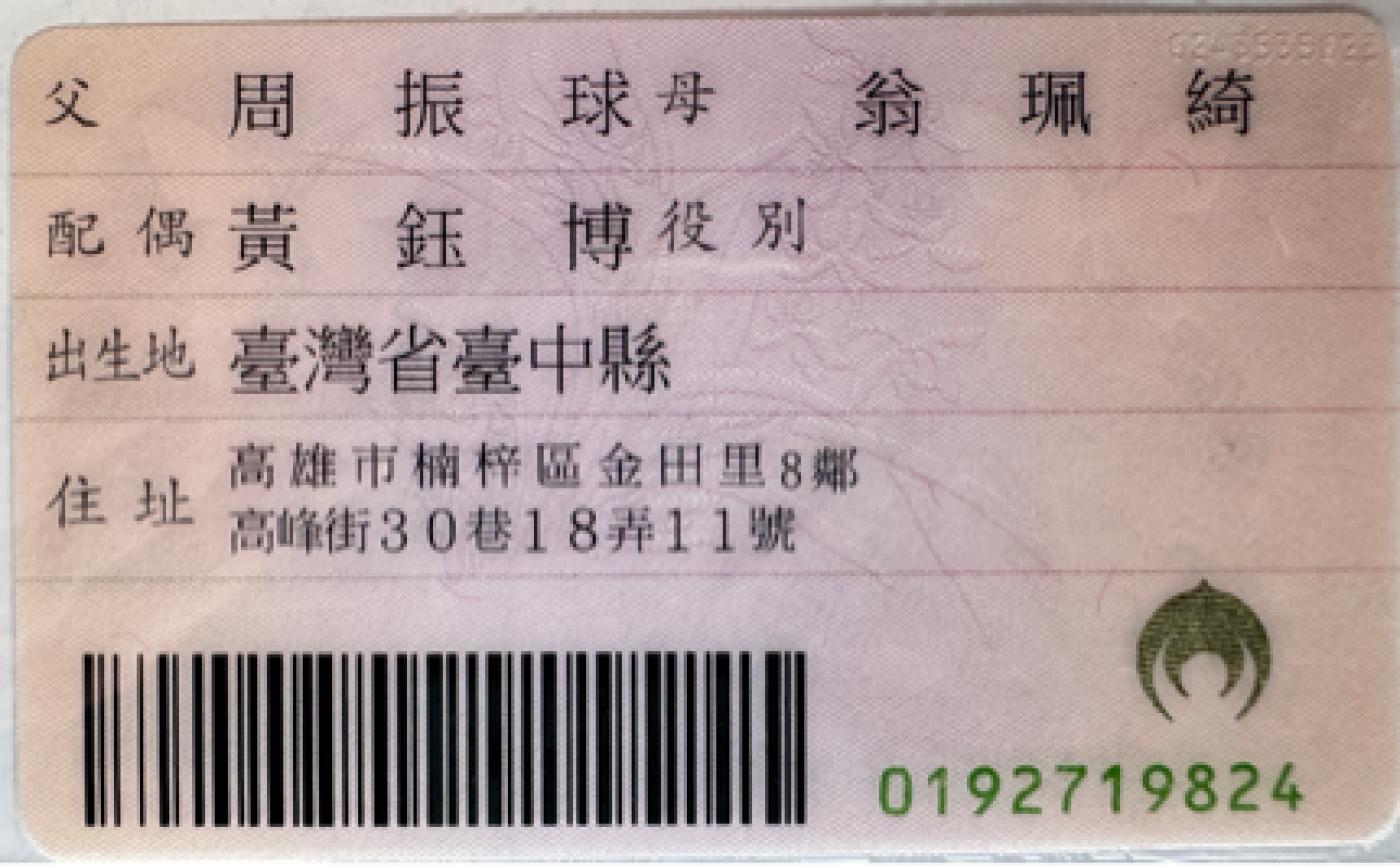 父 周振球 母 翁珮綺
配偶 黃鈺博 役別
出生地 臺灣省臺中縣
住址 高雄市楠梓區金田里8鄰
高峰街30巷18弄11號
0192719824